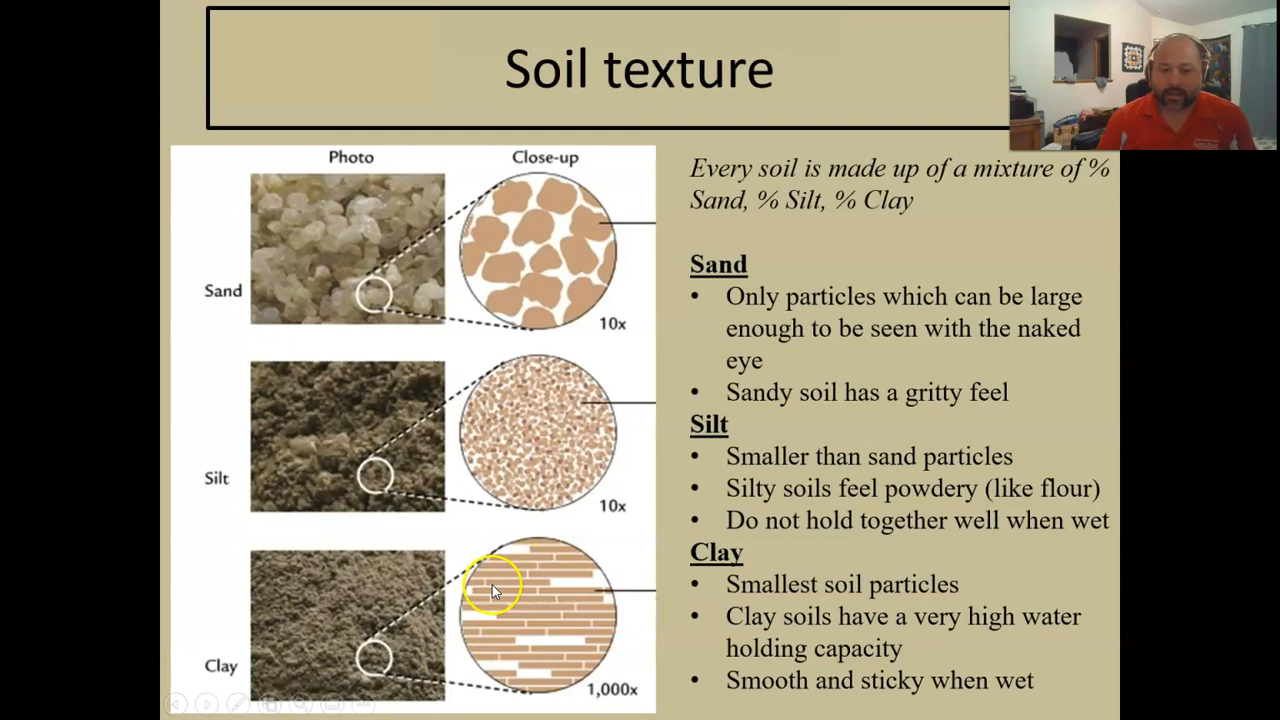 Soil texture
Photo
Close-up
Sand
10x
Silt
10x
Clay
1,000x
Every soil is made up of a mixture of %
Sand, % Silt, % Clay
Sand
• Only particles which can be large
enough to be seen with the naked
eye
• Sandy soil has a gritty feel
Silt
• Smaller than sand particles
• Silty soils feel powdery (like flour)
• Do not hold together well when wet
Clay
• Smallest soil particles
• Clay soils have a very high water
holding capacity
• Smooth and sticky when wet